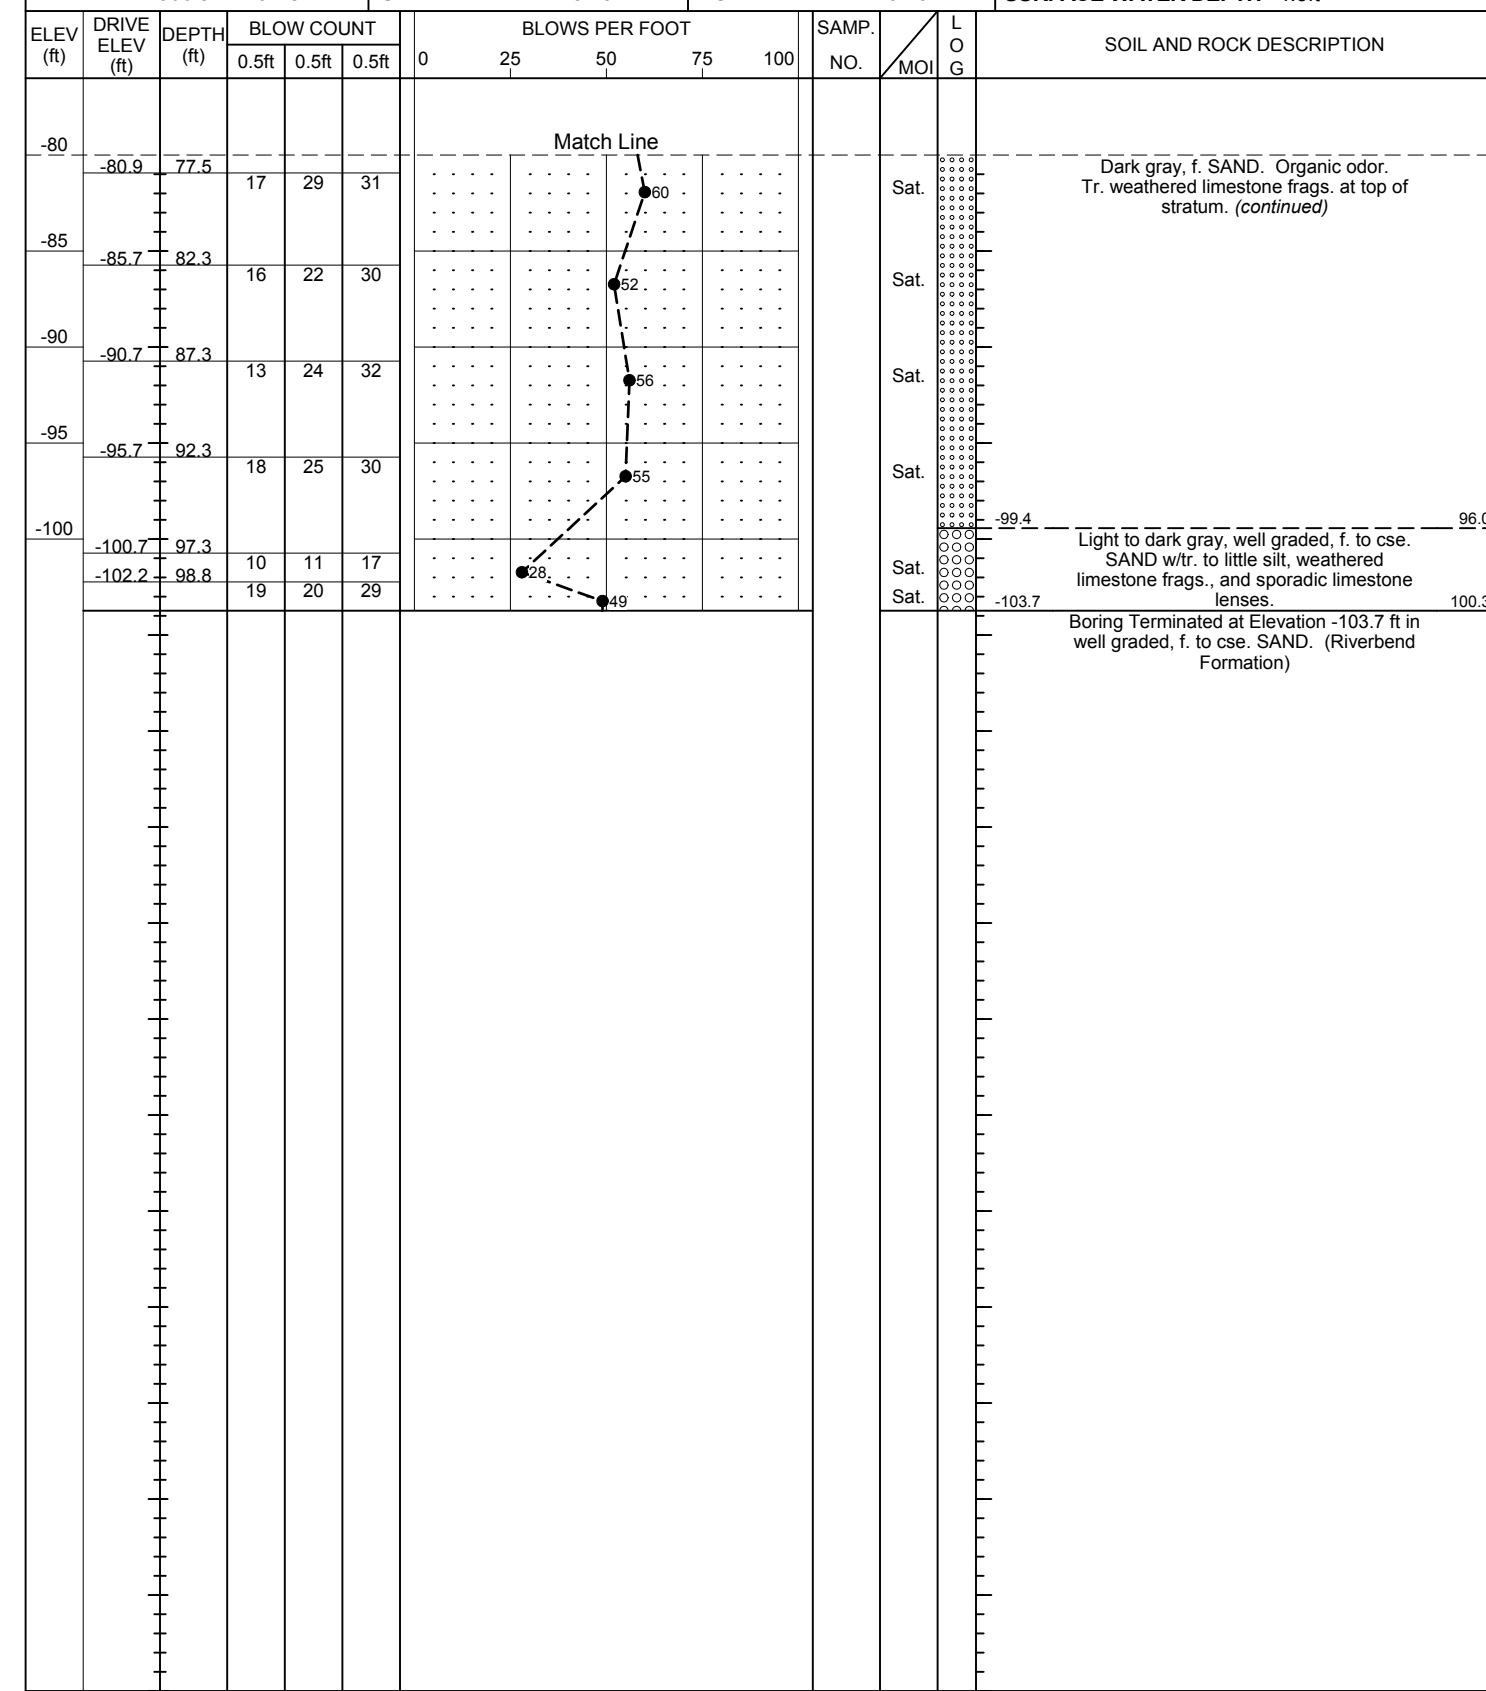 SURFACE WATER DEPTH
ELEV (ft) DRIVE ELEV (ft) DEPTH (ft) BLOW COUNT BLOWS PER FOOT SAMP. NO. MOI L O G SOIL AND ROCK DESCRIPTION
0.5ft 0.5ft 0.5ft 0 25 50 75 100
Match Line
-80
-80.9 77.5
17 29 31 60 Sat.
Dark gray, f. SAND. Organic odor.
Tr. weathered limestone frags. at top of
stratum. (continued)
-85
-85.7 82.3
16 22 30 52 Sat.
-90
-90.7 87.3
13 24 32 56 Sat.
-95
-95.7 92.3
18 25 30 55 Sat.
-99.4 96.0
-100
-100.7 97.3
10 11 17 28 Sat.
-102.2 98.8
19 20 29 49 Sat.
Light to dark gray, well graded, f. to cse.
SAND w/tr. to little silt, weathered
limestone frags., and sporadic limestone
lenses.
-103.7 100.3
Boring Terminated at Elevation -103.7 ft in
well graded, f. to cse. SAND. (Riverbend
Formation)